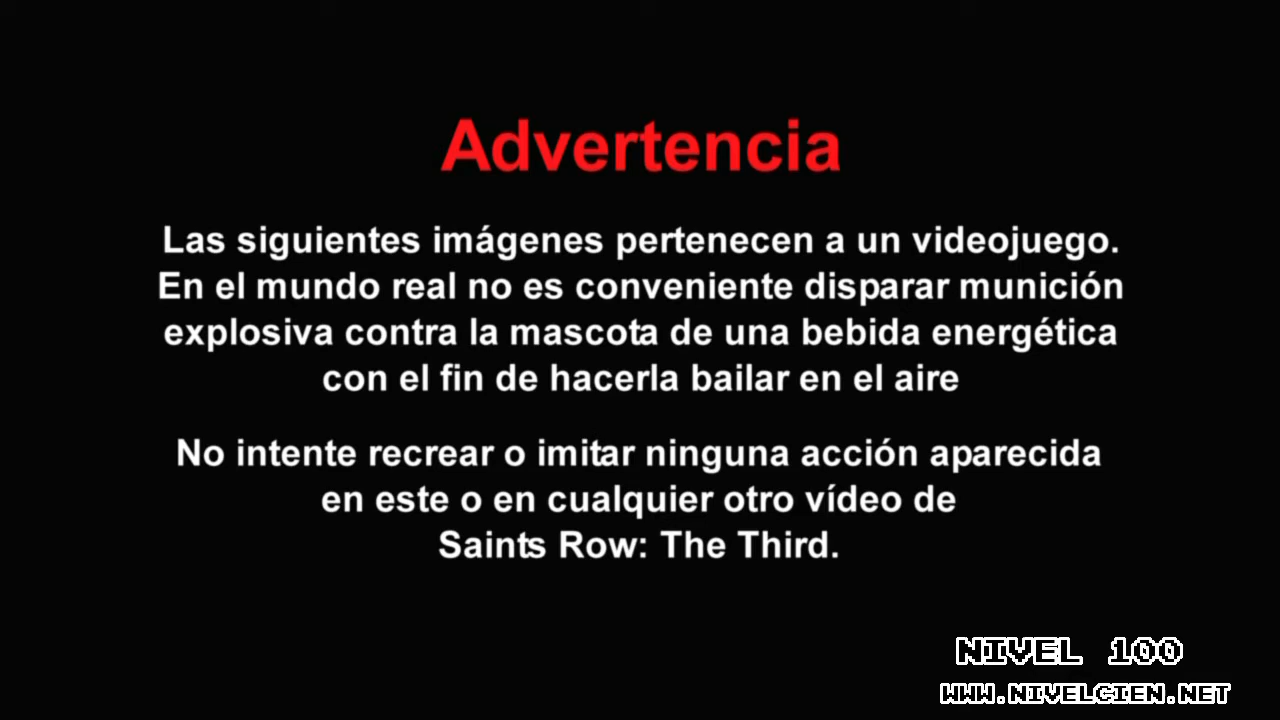 Advertencia
Las siguientes imágenes pertenecen a un videojuego.
En el mundo real no es conveniente disparar munición
explosiva contra la mascota de una bebida energética
con el fin de hacerla bailar en el aire
No intente recrear o imitar ninguna acción aparecida
en este o en cualquier otro vídeo de
Saints Row: The Third.
NIVEL 100
WWW.NIVELCIEN.NET